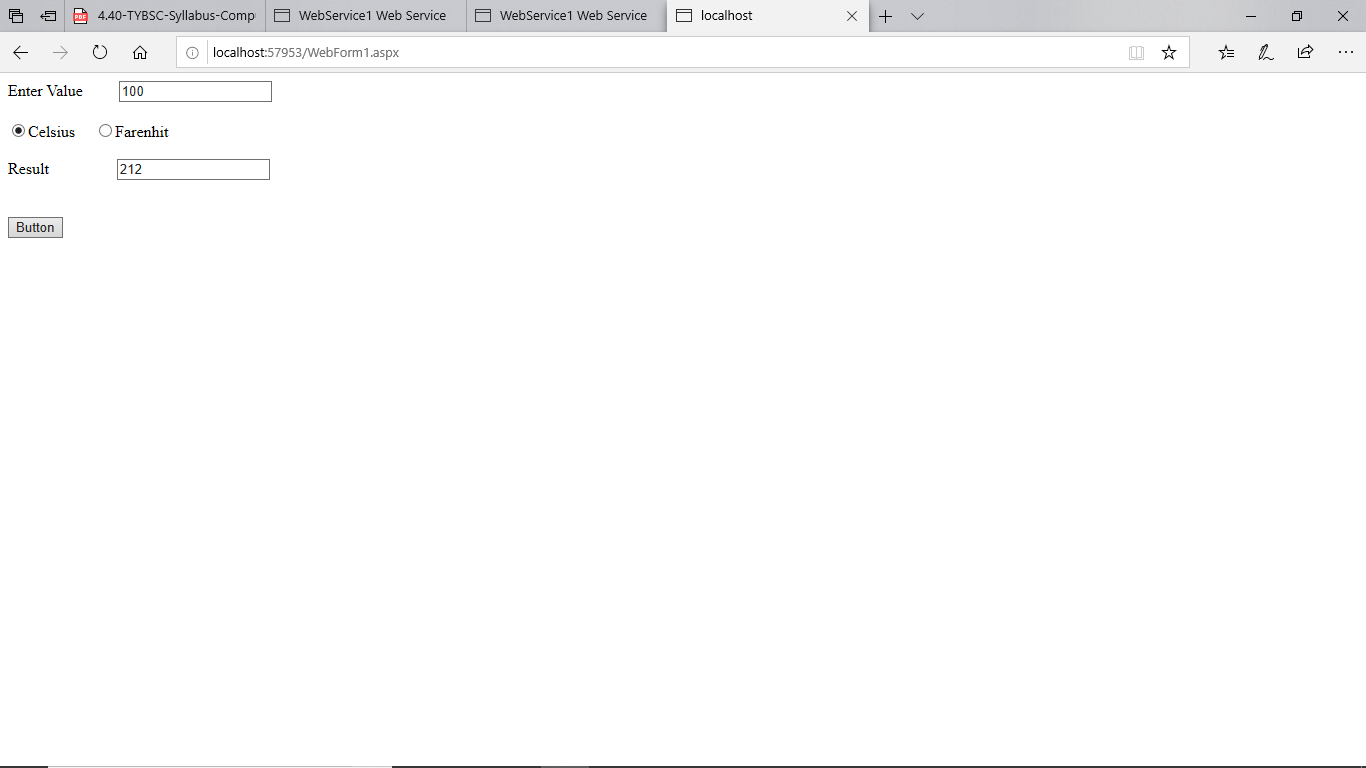 4.40-TYBSC-Syllabus-Comp
WebService1 Web Service
WebService1 Web Service
localhost
localhost:57953/WebForm1.aspx
Enter Value 100
Celsius Farenhit
Result 212
Button